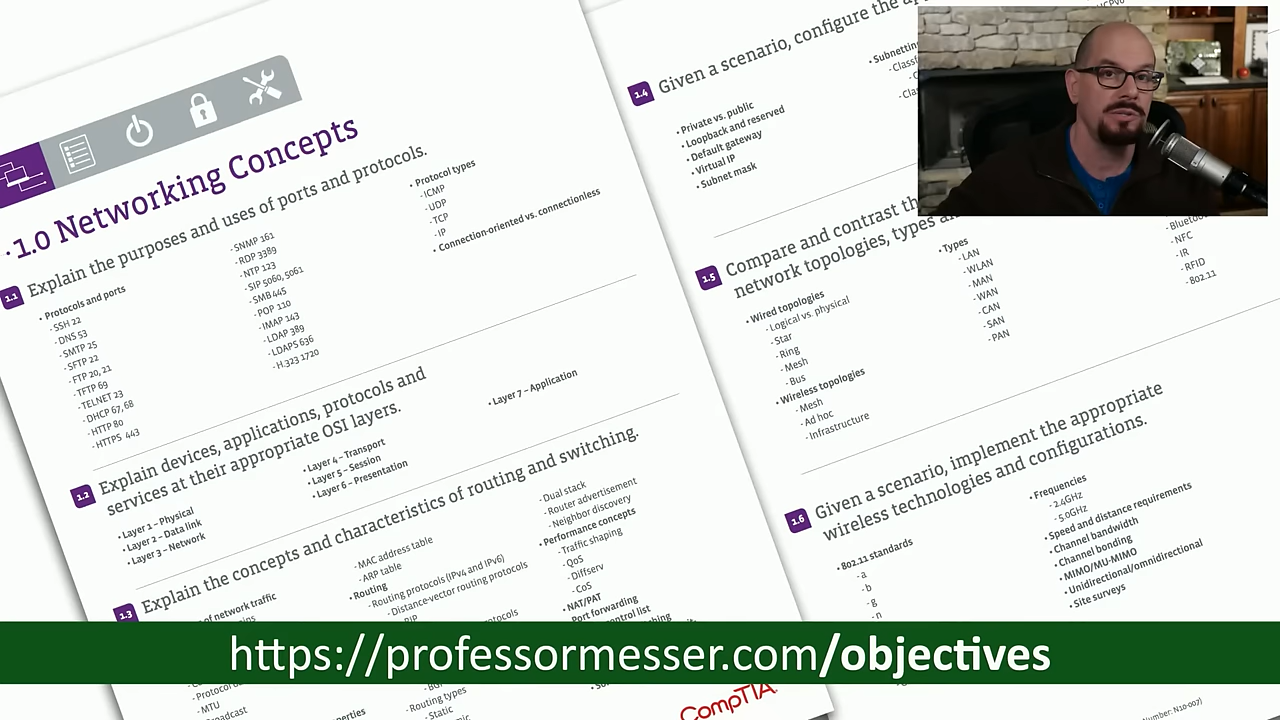 1.0 Networking Concepts
1.1 Explain the purposes and uses of ports and protocols.
• Protocols and ports
- SSH 22
- DNS 53
- SMTP 25
- SFTP 22
- FTP 20, 21
- TFTP 69
- TELNET 23
- DHCP 67, 68
- HTTP 80
- HTTPS 443
- SNMP 161
- RDP 3389
- NTP 123
- SIP 5060, 5061
- SMB 445
- POP 110
- IMAP 143
- LDAP 389
- LDAPS 636
- H.323 1720
• Protocol types
- ICMP
- UDP
- TCP
- IP
• Connection-oriented vs. connectionless
1.2 Explain devices, applications, protocols and
services at their appropriate OSI layers.
• Layer 1 – Physical
• Layer 2 – Data link
• Layer 3 – Network
• Layer 4 – Transport
• Layer 5 – Session
• Layer 6 – Presentation
• Layer 7 – Application
1.3 Explain the concepts and characteristics of routing and switching.
of network traffic
- MTU
- MAC address table
- ARP table
• Routing
- Routing protocols (IPv4 and IPv6)
- Distance-vector routing protocols
- Routing types
- Static
- Dual stack
- Router advertisement
- Neighbor discovery
• Performance concepts
- Traffic shaping
- QoS
- Diffserv
- CoS
• NAT/PAT
• Port forwarding
control list
CompTIA
1.4 Given a scenario, configure the
• Private vs. public
• Loopback and reserved
• Default gateway
• Virtual IP
• Subnet mask
1.5 Compare and contrast
network topologies, types
• Wired topologies
- Logical vs. physical
- Star
- Ring
- Mesh
- Bus
• Wireless topologies
- Mesh
- Ad hoc
- Infrastructure
• Types
- LAN
- WLAN
- MAN
- WAN
- CAN
- SAN
- PAN
- NFC
- IR
- RFID
- 802.11
1.6 Given a scenario, implement the appropriate
wireless technologies and configurations.
• 802.11 standards
- a
- b
- g
- n
• Frequencies
- 2.4GHz
- 5.0GHz
• Speed and distance requirements
• Channel bandwidth
• Channel bonding
• MIMO/MU-MIMO
• Unidirectional/omnidirectional
• Site surveys
Number: N10-007)
https://professormesser.com/objectives